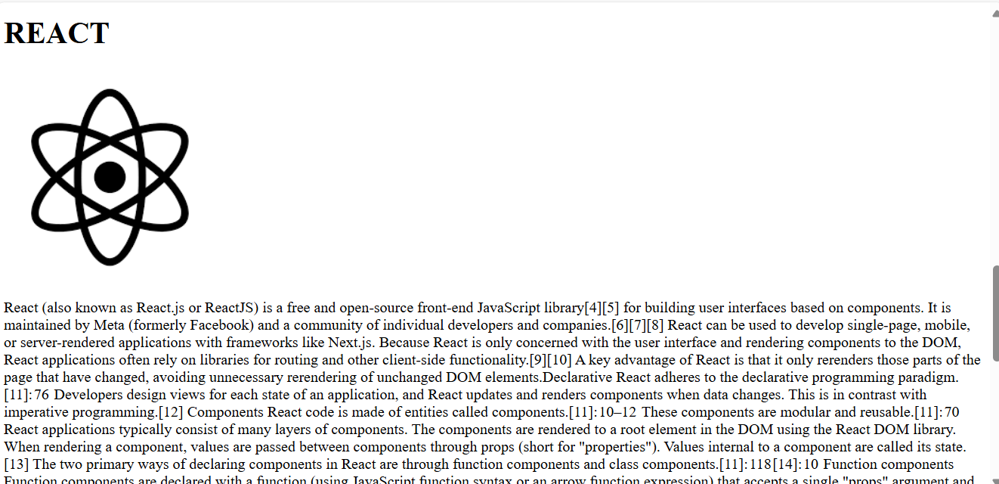 REACT
React (also known as React.js or ReactJS) is a free and open-source front-end JavaScript library[4][5] for building user interfaces based on components. It is
maintained by Meta (formerly Facebook) and a community of individual developers and companies.[6][7][8] React can be used to develop single-page, mobile,
or server-rendered applications with frameworks like Next.js. Because React is only concerned with the user interface and rendering components to the DOM,
React applications often rely on libraries for routing and other client-side functionality.[9][10] A key advantage of React is that it only rerenders those parts of the
page that have changed, avoiding unnecessary rerendering of unchanged DOM elements.Declarative React adheres to the declarative programming paradigm.
[11]: 76 Developers design views for each state of an application, and React updates and renders components when data changes. This is in contrast with
imperative programming.[12] Components React code is made of entities called components.[11]: 10–12 These components are modular and reusable.[11]: 70
React applications typically consist of many layers of components. The components are rendered to a root element in the DOM using the React DOM library.
When rendering a component, values are passed between components through props (short for "properties"). Values internal to a component are called its state.
[13] The two primary ways of declaring components in React are through function components and class components.[11]: 118[14]: 10 Function components
Function components are declared with a function (using JavaScript function syntax or an arrow function expression) that accepts a single "props" argument and